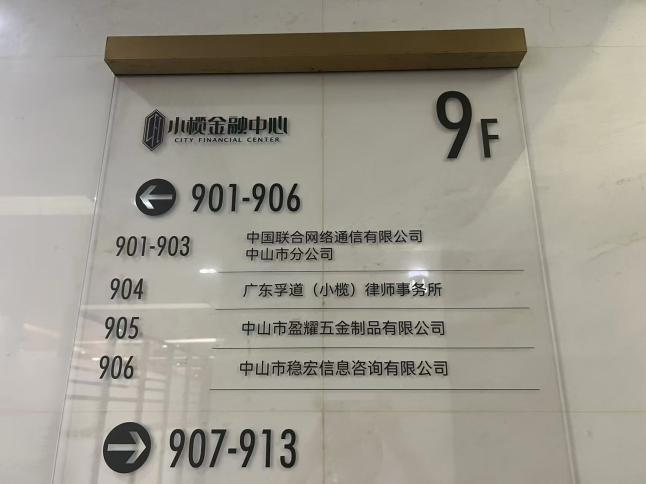 小榄金融中心
CITY FINANCIAL CENTER
9F
901-906
901-903 中国联合网络通信有限公司
中山市分公司
904 广东孚道（小榄）律师事务所
905 中山市盈耀五金制品有限公司
906 中山市稳宏信息咨询有限公司
907-913